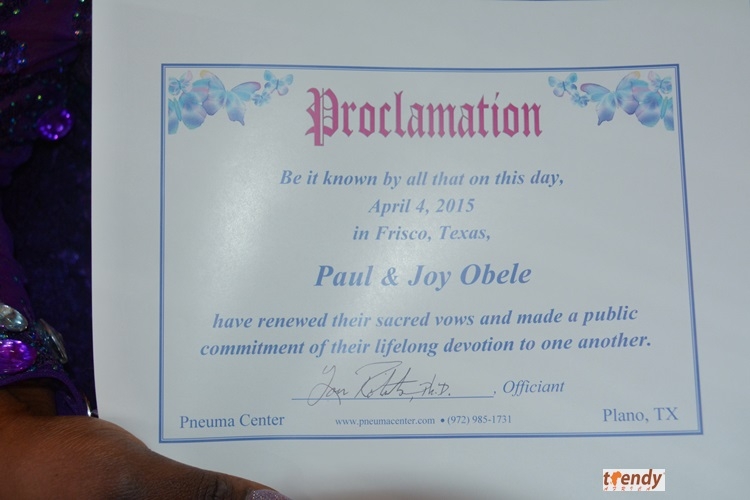 Proclamation
Be it known by all that on this day,
April 4, 2015
in Frisco, Texas,
Paul & Joy Obele
have renewed their sacred vows and made a public
commitment of their lifelong devotion to one another.
Ph.D. , Officiant
Pneuma Center www.pneumacenter.com • (972) 985-1731 Plano, TX
trendy